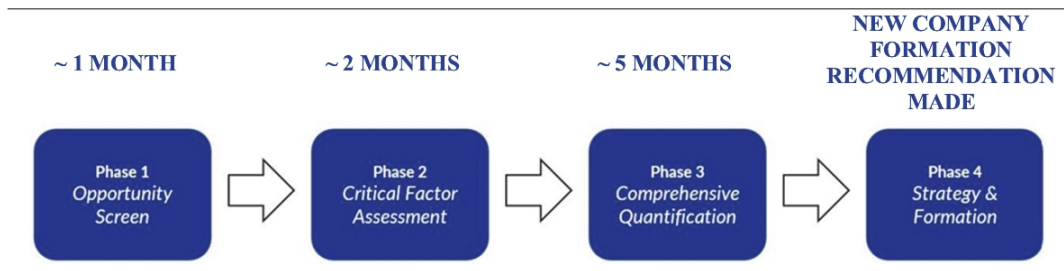 ~ 1 MONTH
~ 2 MONTHS
~ 5 MONTHS
NEW COMPANY
FORMATION
RECOMMENDATION
MADE
Phase 1
Opportunity
Screen
Phase 2
Critical Factor
Assessment
Phase 3
Comprehensive
Quantification
Phase 4
Strategy &
Formation